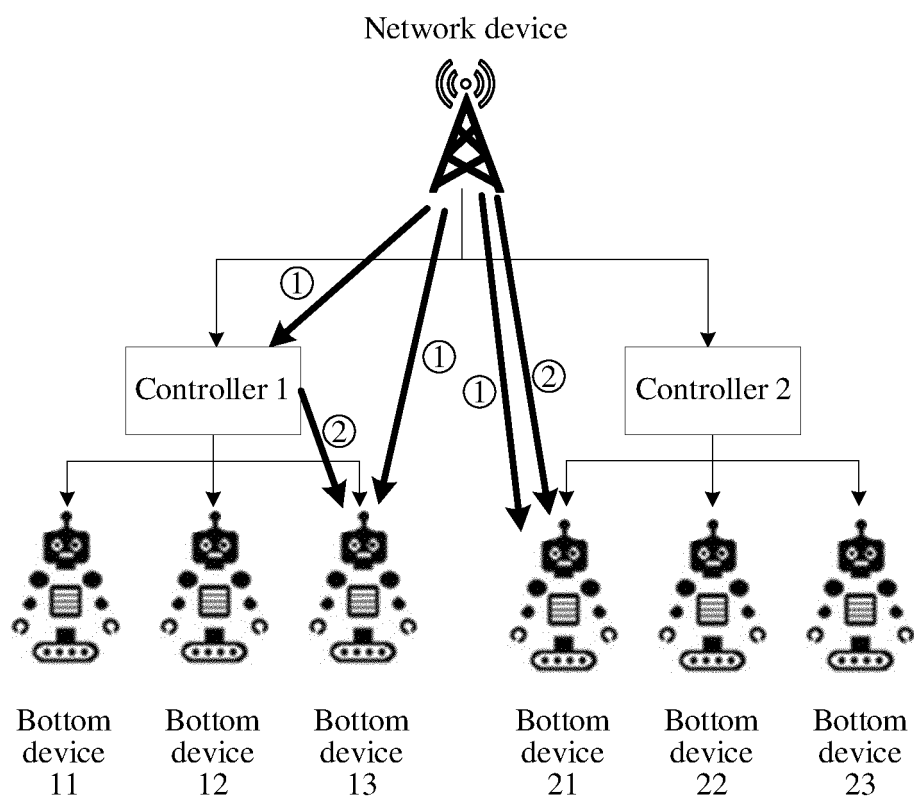 Network device
①
①
①
②
Controller 1
②
Controller 2
Bottom device 11
Bottom device 12
Bottom device 13
Bottom device 21
Bottom device 22
Bottom device 23